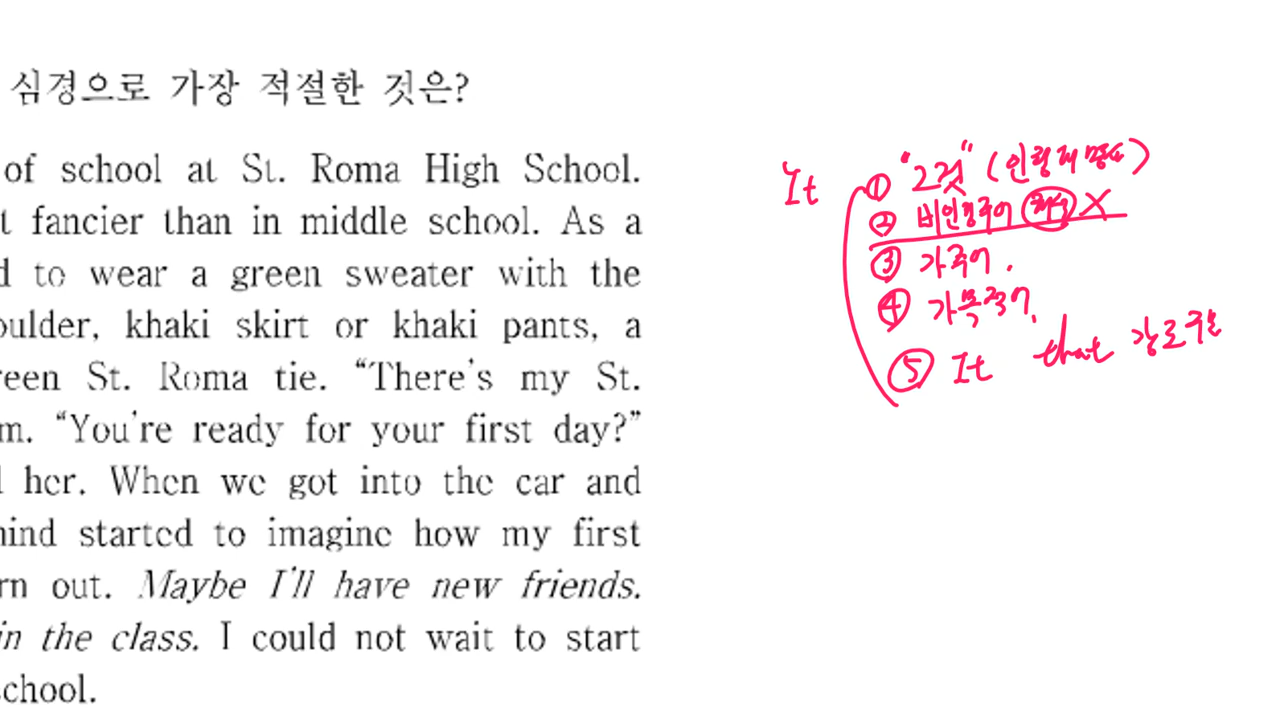 심경으로 가장 적절한 것은?
of school at St. Roma High School.
t fancier than in middle school. As a
d to wear a green sweater with the
oulder, khaki skirt or khaki pants, a
reen St. Roma tie. “There's my St.
m. “You're ready for your first day?”
l her. When we got into the car and
mind started to imagine how my first
rn out. Maybe I'll have new friends.
in the class. I could not wait to start
school.
It
① "그것" (인칭대명사)
② 비인칭주어 해석 X
③ 가주어.
④ 가목적어.
⑤ It that 강조구문